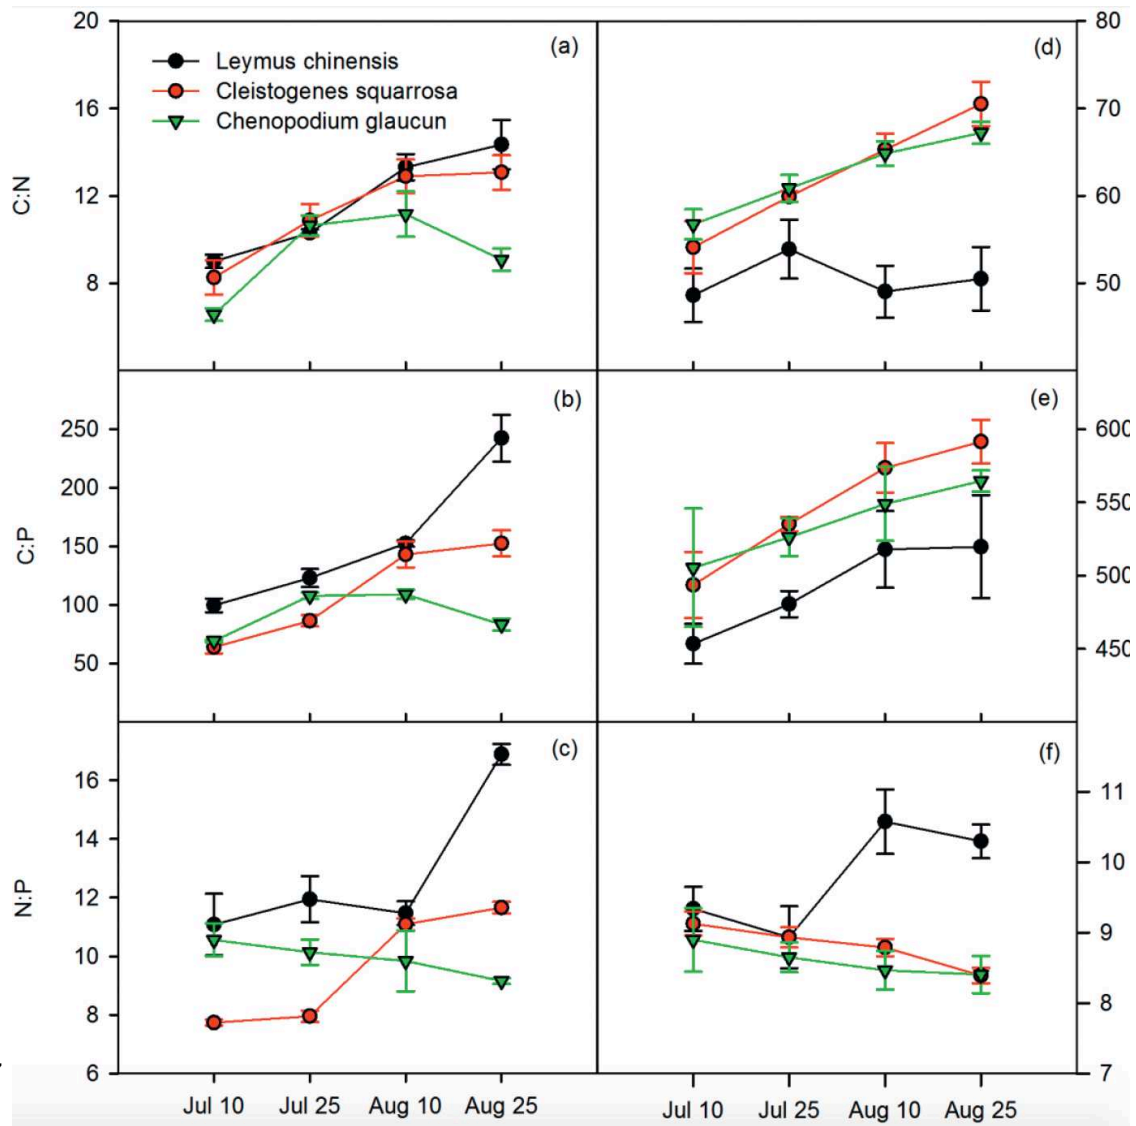 20
(a)
(d)
80
Leymus chinensis
Cleistogenes squarrosa
Chenopodium glaucun
16
70
C:N
12
60
8
50
(b)
(e)
250
600
200
C:P
550
150
100
500
50
450
(c)
(f)
16
11
14
N:P
12
10
10
9
8
8
6
7
Jul 10 Jul 25 Aug 10 Aug 25
Jul 10 Jul 25 Aug 10 Aug 25